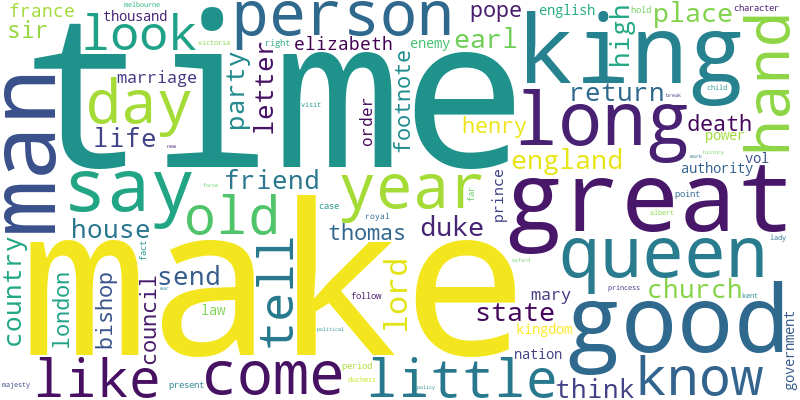 time
make
great
king
good
man
long
say
year
queen
person
look
day
old
hand
come
like
little
know
tell
lord
sir
france
thousand
melbourne
victoria
right
elizabeth
enemy
pope
earl
english
hold
high
place
character
marriage
life
party
letter
order
footnote
henry
return
child
death
power
england
authority
vol
new
visit
break
history
work
friend
house
thomas
duke
prince
far
point
albert
lady
force
case
royal
country
london
bishop
fact
council
send
law
war
follow
political
state
mary
church
kingdom
nation
oxford
princess
kent
government
majesty
present
period
duchess
policy
think